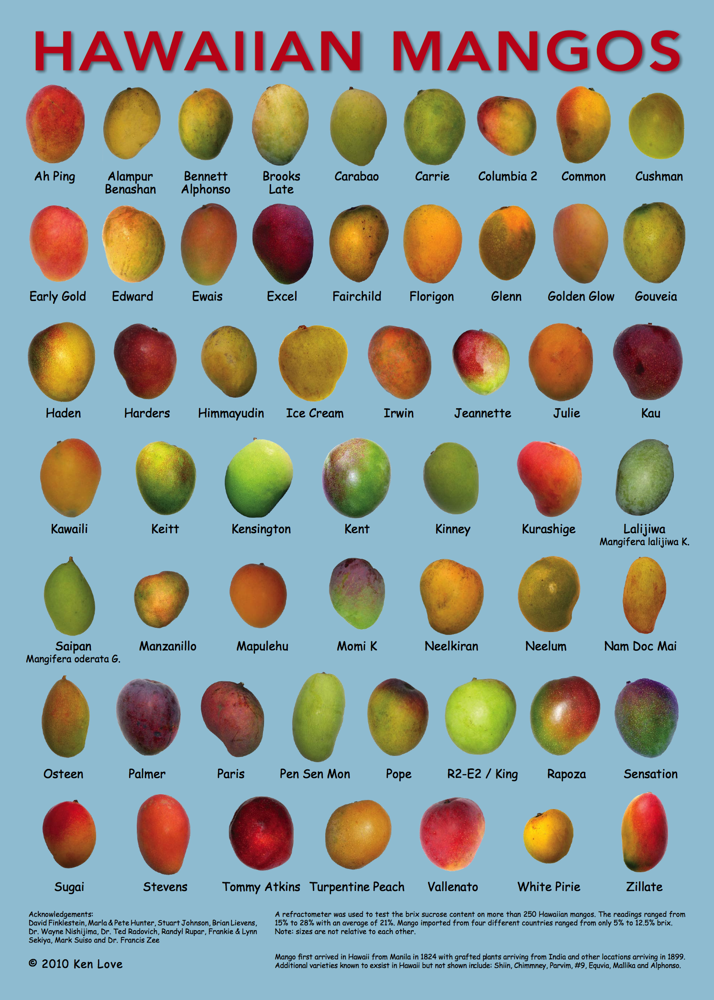 HAWAIIAN MANGOS
Ah Ping
Alampur
Benashan
Bennett
Alphonso
Brooks
Late
Carabao
Carrie
Columbia 2
Common
Cushman
Early Gold
Edward
Ewais
Excel
Fairchild
Florigon
Glenn
Golden Glow
Gouveia
Haden
Harders
Himmayudin
Ice Cream
Irwin
Jeannette
Julie
Kau
Kawaili
Keitt
Kensington
Kent
Kinney
Kurashige
Lalijiwa
Mangifera lalijiwa K.
Saipan
Mangifera oderata G.
Manzanillo
Mapulehu
Momi K
Neelkiran
Neelum
Nam Doc Mai
Osteen
Palmer
Paris
Pen Sen Mon
Pope
R2-E2 / King
Rapoza
Sensation
Sugai
Stevens
Tommy Atkins
Turpentine Peach
Vallenato
White Pirie
Zillate
Acknowledgements:
David Finklestein, Marla & Pete Hunter, Stuart Johnson, Brian Lievens,
Dr. Wayne Nishijima, Dr. Ted Radovich, Randyl Rupar, Frankie & Lynn
Sekiya, Mark Suiso and Dr. Francis Zee
© 2010 Ken Love
A refractometer was used to test the brix sucrose content on more than 250 Hawaiian mangos. The readings ranged from
15% to 28% with an average of 21%. Mango imported from four different countries ranged from only 5% to 12.5% brix.
Note: sizes are not relative to each other.
Mango first arrived in Hawaii from Manila in 1824 with grafted plants arriving from India and other locations arriving in 1899.
Additional varieties known to exsist in Hawaii but not shown include: Shiin, Chimmney, Parvim, #9, Equvia, Mallika and Alphonso.